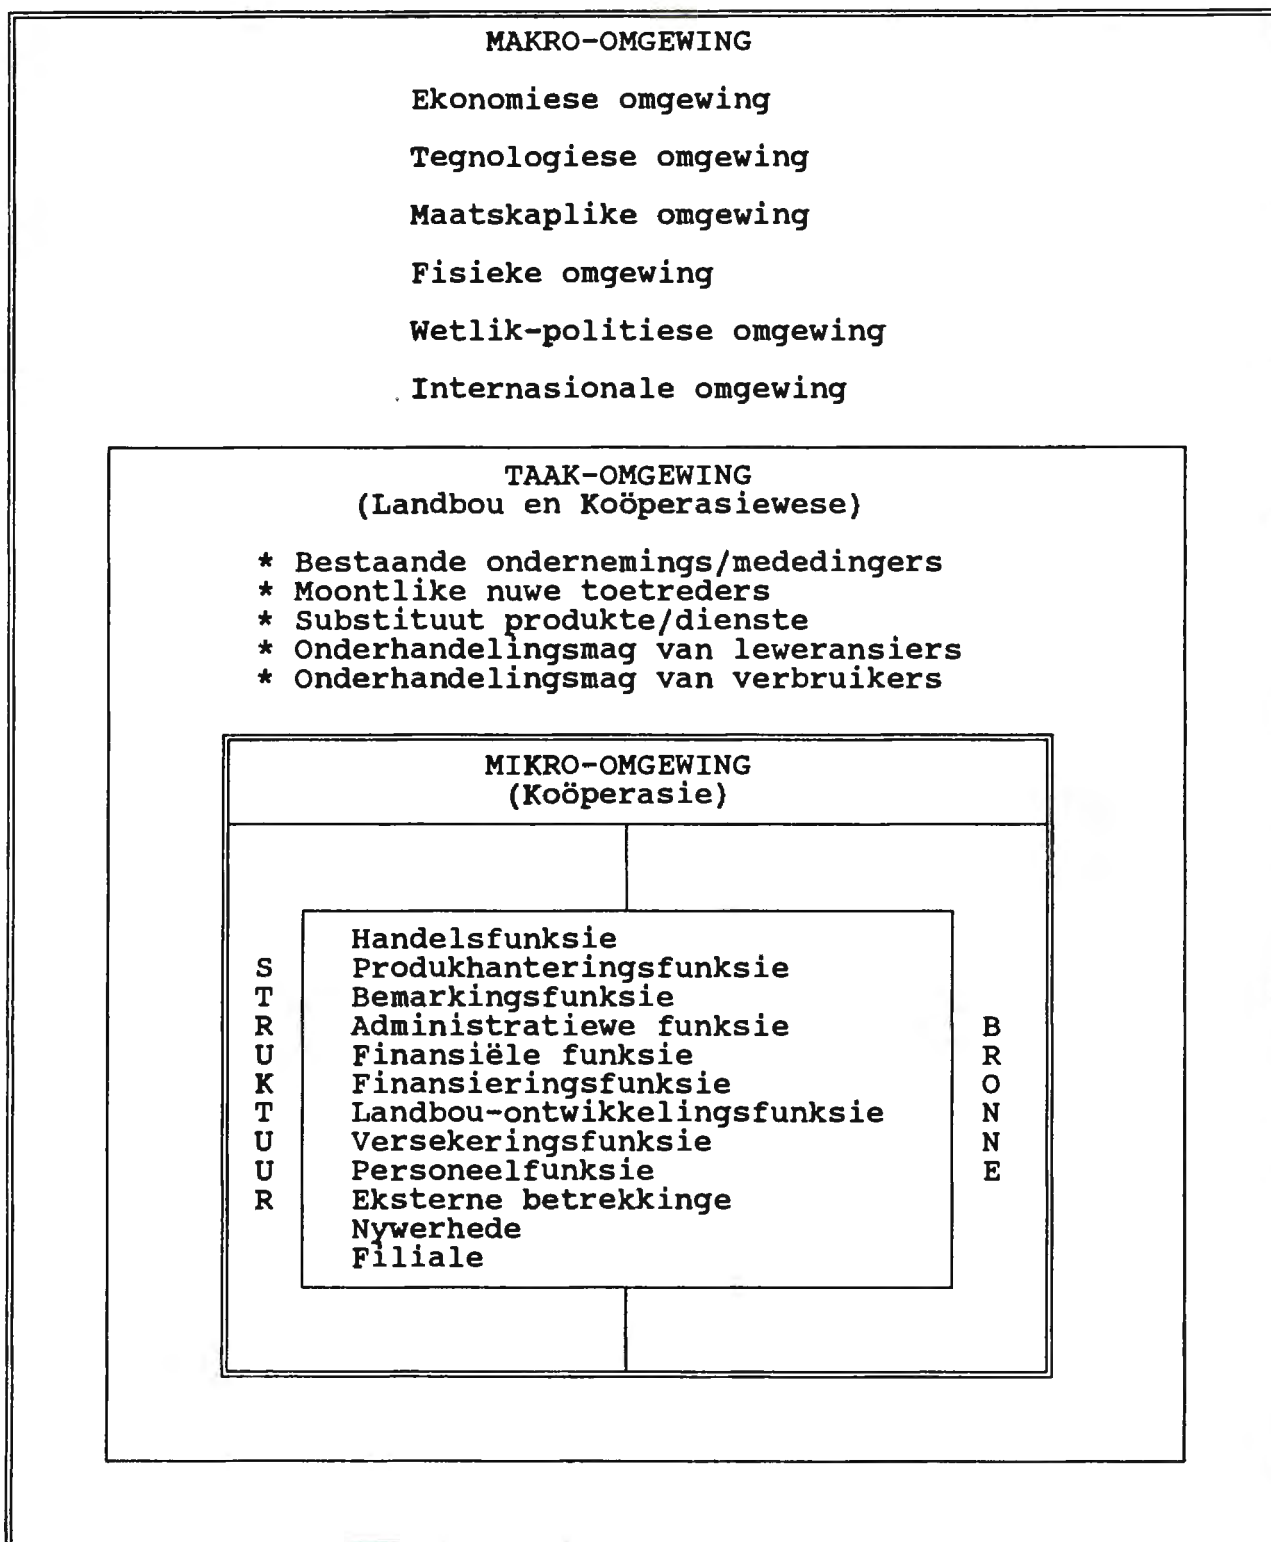 MAKRO-OMGEWING
Ekonomiese omgewing
Tegnologiese omgewing
Maatskaplike omgewing
Fisieke omgewing
Wetlik-politiese omgewing
Internasionale omgewing
TAAK-OMGEWING
(Landbou en Koöperasiewese)
* Bestaande ondernemings/mededingers
* Moontlike nuwe toetreders
* Substituut produkte/dienste
* Onderhandelingsmag van leweransiers
* Onderhandelingsmag van verbruikers
MIKRO-OMGEWING
(Koöperasie)
STRUKTUUR
Handelsfunksie
Produkhanteringsfunksie
Bemarkingsfunksie
Administratiewe funksie
Finansiële funksie
Finansieringsfunksie
Landbou-ontwikkelingsfunksie
Versekeringsfunksie
Personeelfunksie
Eksterne betrekkinge
Nywerhede
Filiale
BRONNE